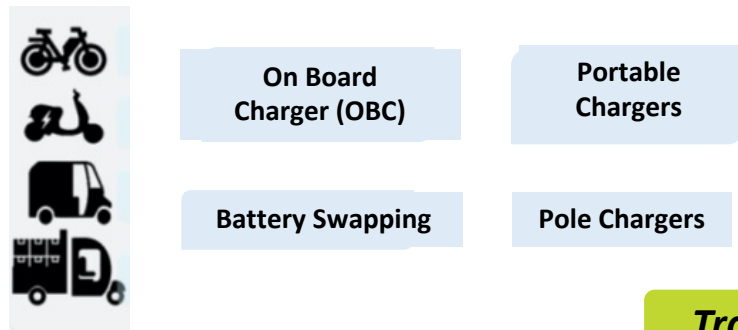 On Board
Charger (OBC)
Portable
Chargers
Battery Swapping
Pole Chargers